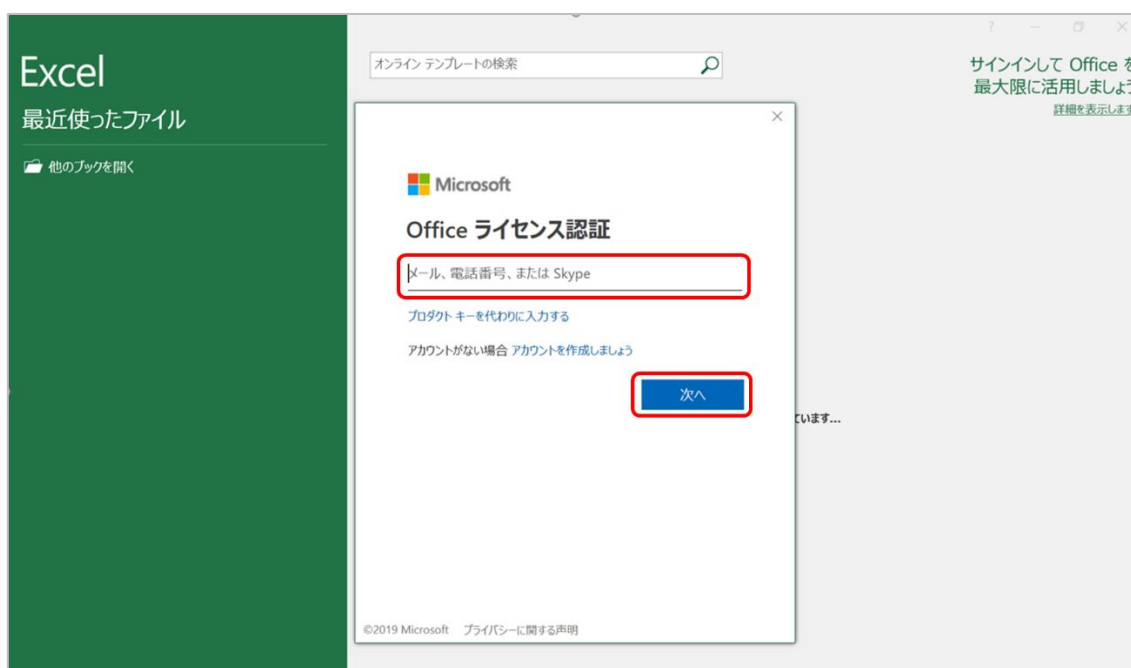 Excel
最近使ったファイル
他のブックを開く
オンライン テンプレートの検索
サインインして Office を
最大限に活用しましょう
詳細を表示します
Microsoft
Office ライセンス認証
メール、電話番号、または Skype
プロダクト キーを代わりに入力する
アカウントがない場合 アカウントを作成しましょう
次へ
ています...
©2019 Microsoft プライバシーに関する声明